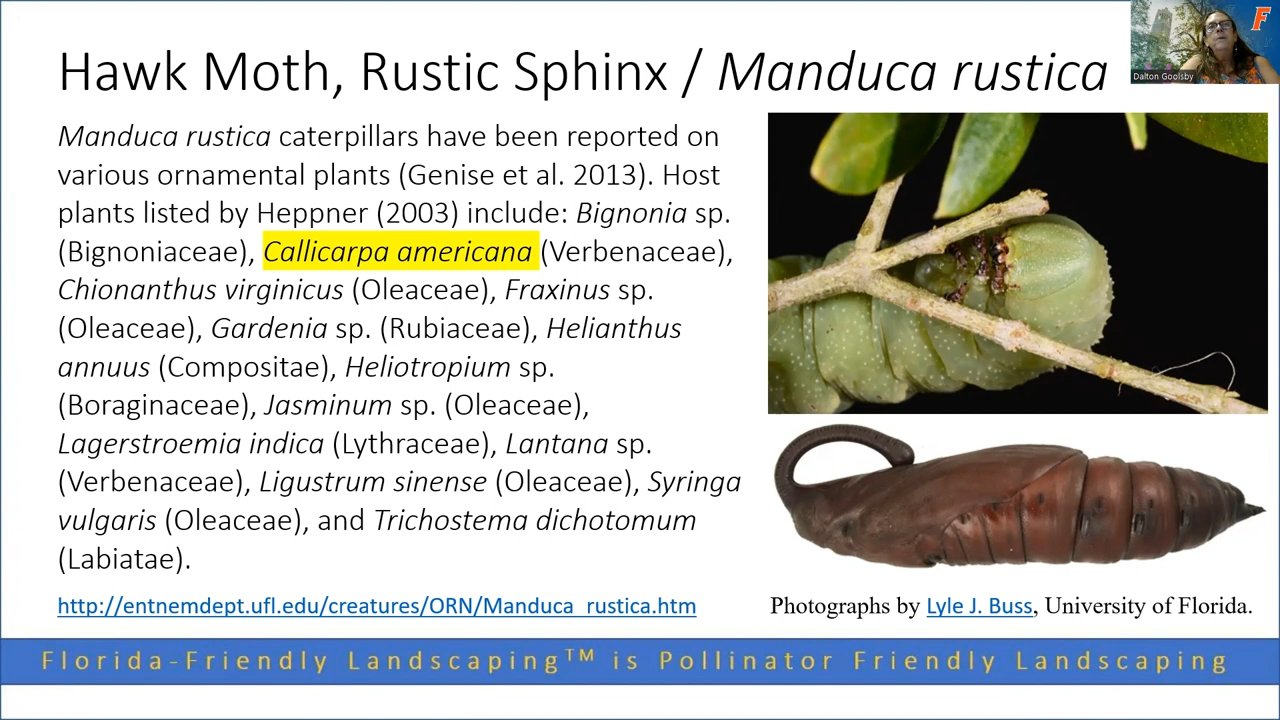 Hawk Moth, Rustic Sphinx / Manduca rustica
F
Dalton Goolsby
Manduca rustica caterpillars have been reported on
various ornamental plants (Genise et al. 2013). Host
plants listed by Heppner (2003) include: Bignonia sp.
(Bignoniaceae), Callicarpa americana (Verbenaceae),
Chionanthus virginicus (Oleaceae), Fraxinus sp.
(Oleaceae), Gardenia sp. (Rubiaceae), Helianthus
annuus (Compositae), Heliotropium sp.
(Boraginaceae), Jasminum sp. (Oleaceae),
Lagerstroemia indica (Lythraceae), Lantana sp.
(Verbenaceae), Ligustrum sinense (Oleaceae), Syringa
vulgaris (Oleaceae), and Trichostema dichotomum
(Labiatae).
http://entnemdept.ufl.edu/creatures/ORN/Manduca_rustica.htm
Photographs by Lyle J. Buss, University of Florida.
Florida-Friendly Landscaping™ is Pollinator Friendly Landscaping